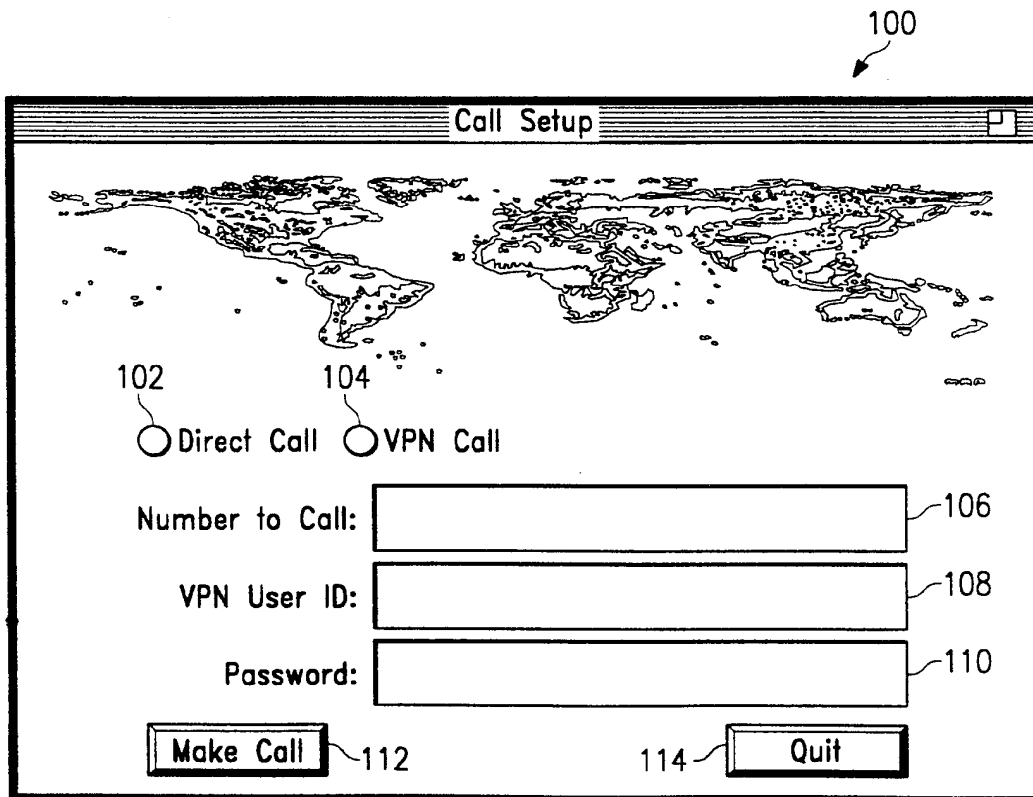 100
Call Setup
102
104
Direct Call
VPN Call
Number to Call:
106
VPN User ID:
108
Password:
110
Make Call
112
114
Quit